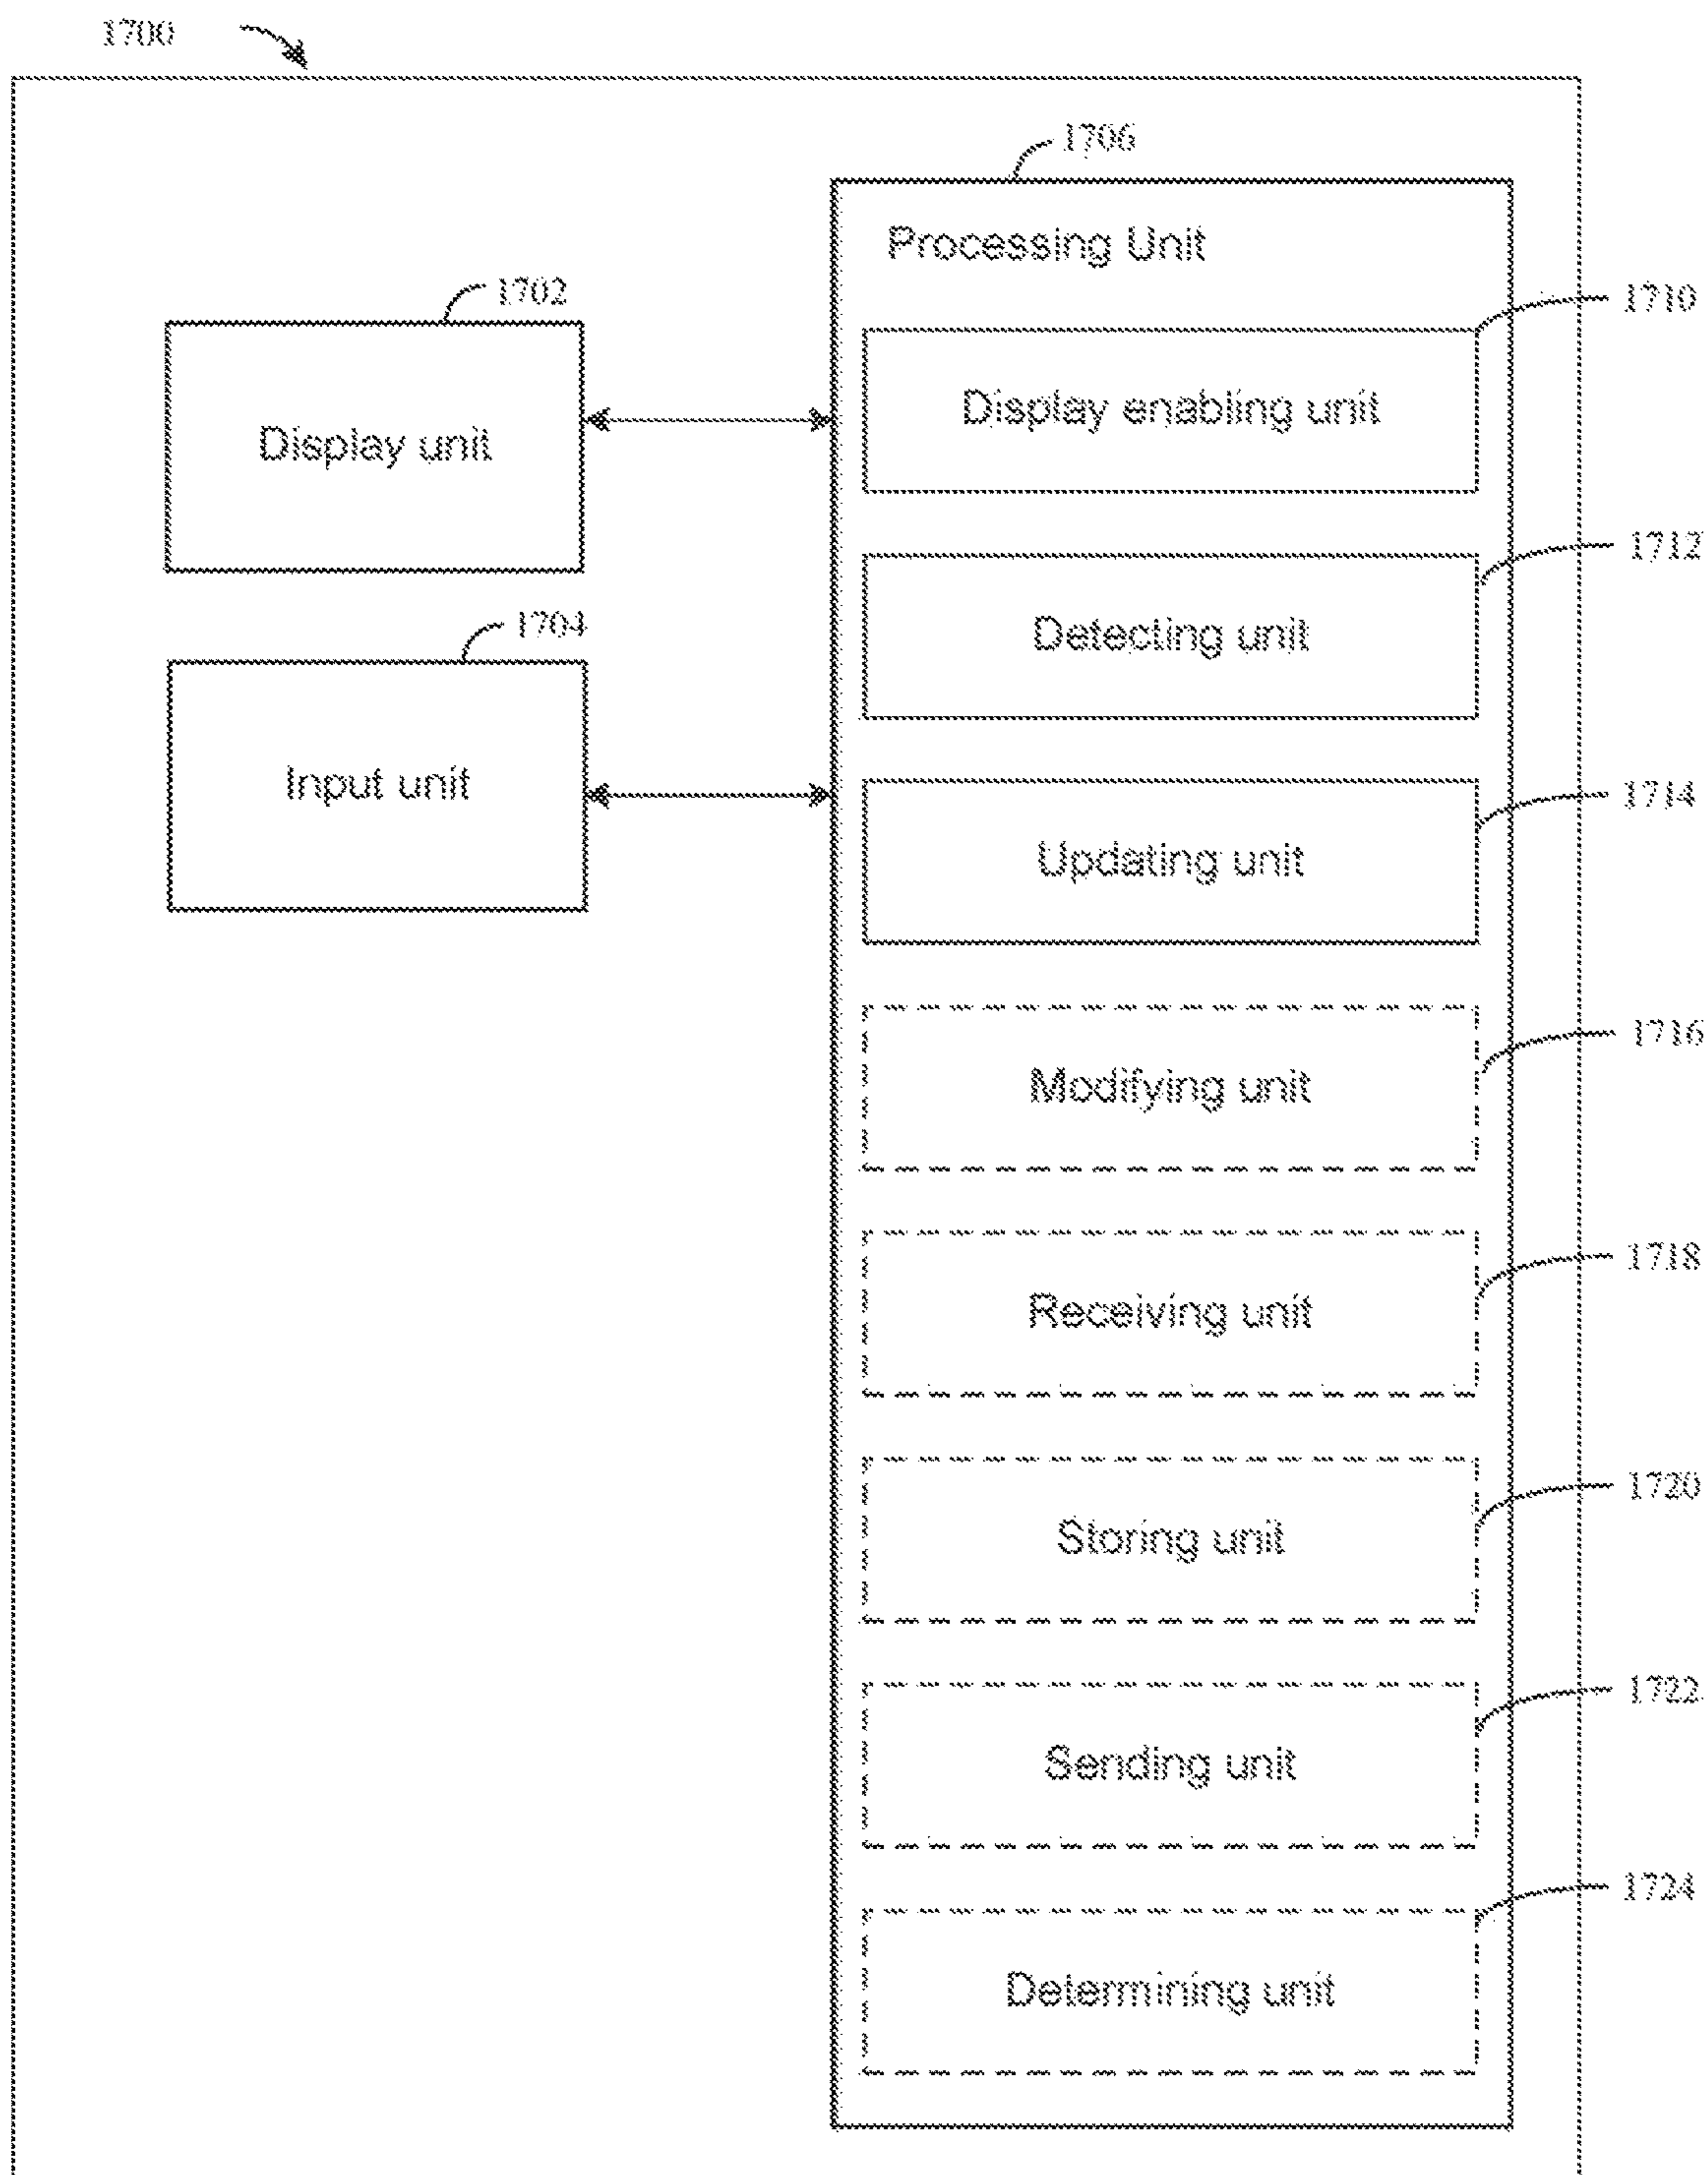 1700
1706
Processing Unit
1702
1710
Display enabling unit
Display unit
1712
1704
Detecting unit
Input unit
1714
Updating unit
1716
Modifying unit
1718
Receiving unit
1720
Storing unit
1722
Sending unit
1724
Determining unit